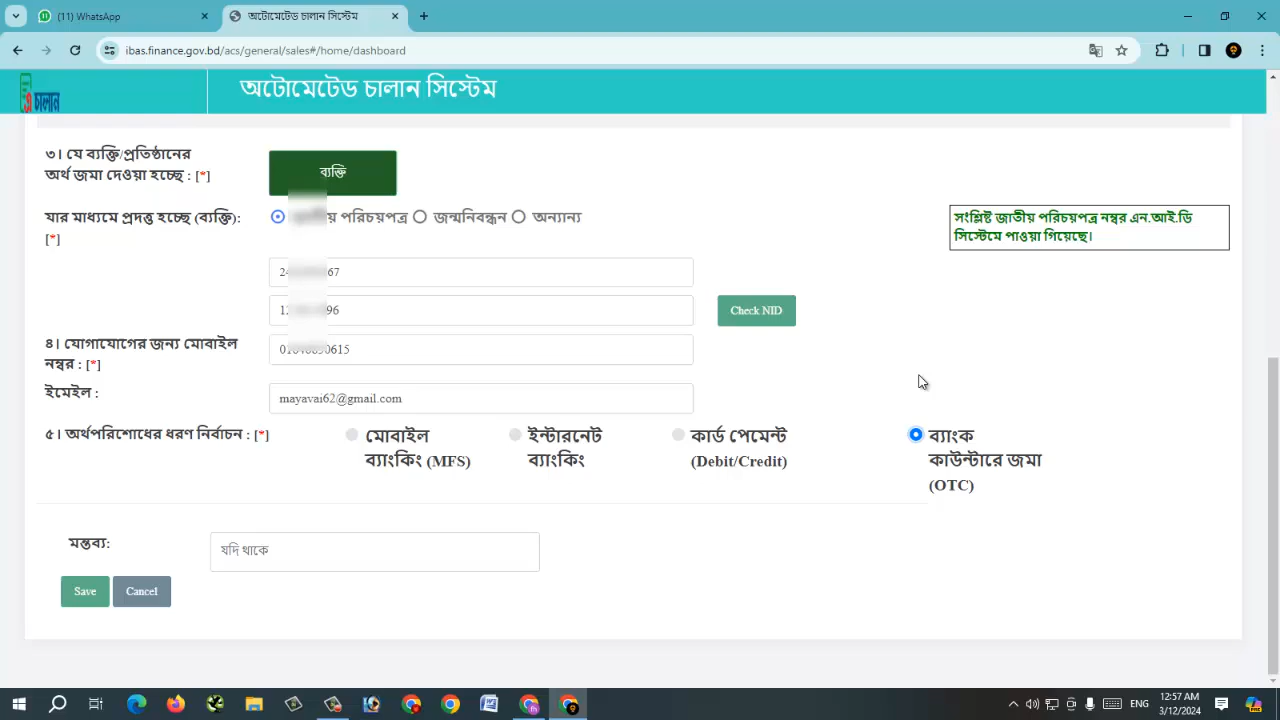 (11) WhatsApp
অটোমেটেড চালান সিস্টেম
ibas.finance.gov.bd/acs/general/sales#/home/dashboard
এ চালান
অটোমেটেড চালান সিস্টেম
৩। যে ব্যক্তি/প্রতিষ্ঠানের
অর্থ জমা দেওয়া হচ্ছে : [*]
ব্যক্তি
যার মাধ্যমে প্রদত্ত হচ্ছে (ব্যক্তি):
[*]
পরিচয়পত্র জন্মনিবন্ধন অন্যান্য
সংশ্লিষ্ট জাতীয় পরিচয়পত্র নম্বর এন.আই.ডি
সিস্টেমে পাওয়া গিয়েছে।
Check NID
৪। যোগাযোগের জন্য মোবাইল
নম্বর : [*]
ইমেইল :
mayavai62@gmail.com
৫। অর্থপরিশোধের ধরণ নির্বাচন : [*]
মোবাইল
ব্যাংকিং (MFS)
ইন্টারনেট
ব্যাংকিং
কার্ড পেমেন্ট
(Debit/Credit)
ব্যাংক
কাউন্টারে জমা
(OTC)
মন্তব্য:
যদি থাকে
Save
Cancel
ENG
12:57 AM
3/12/2024